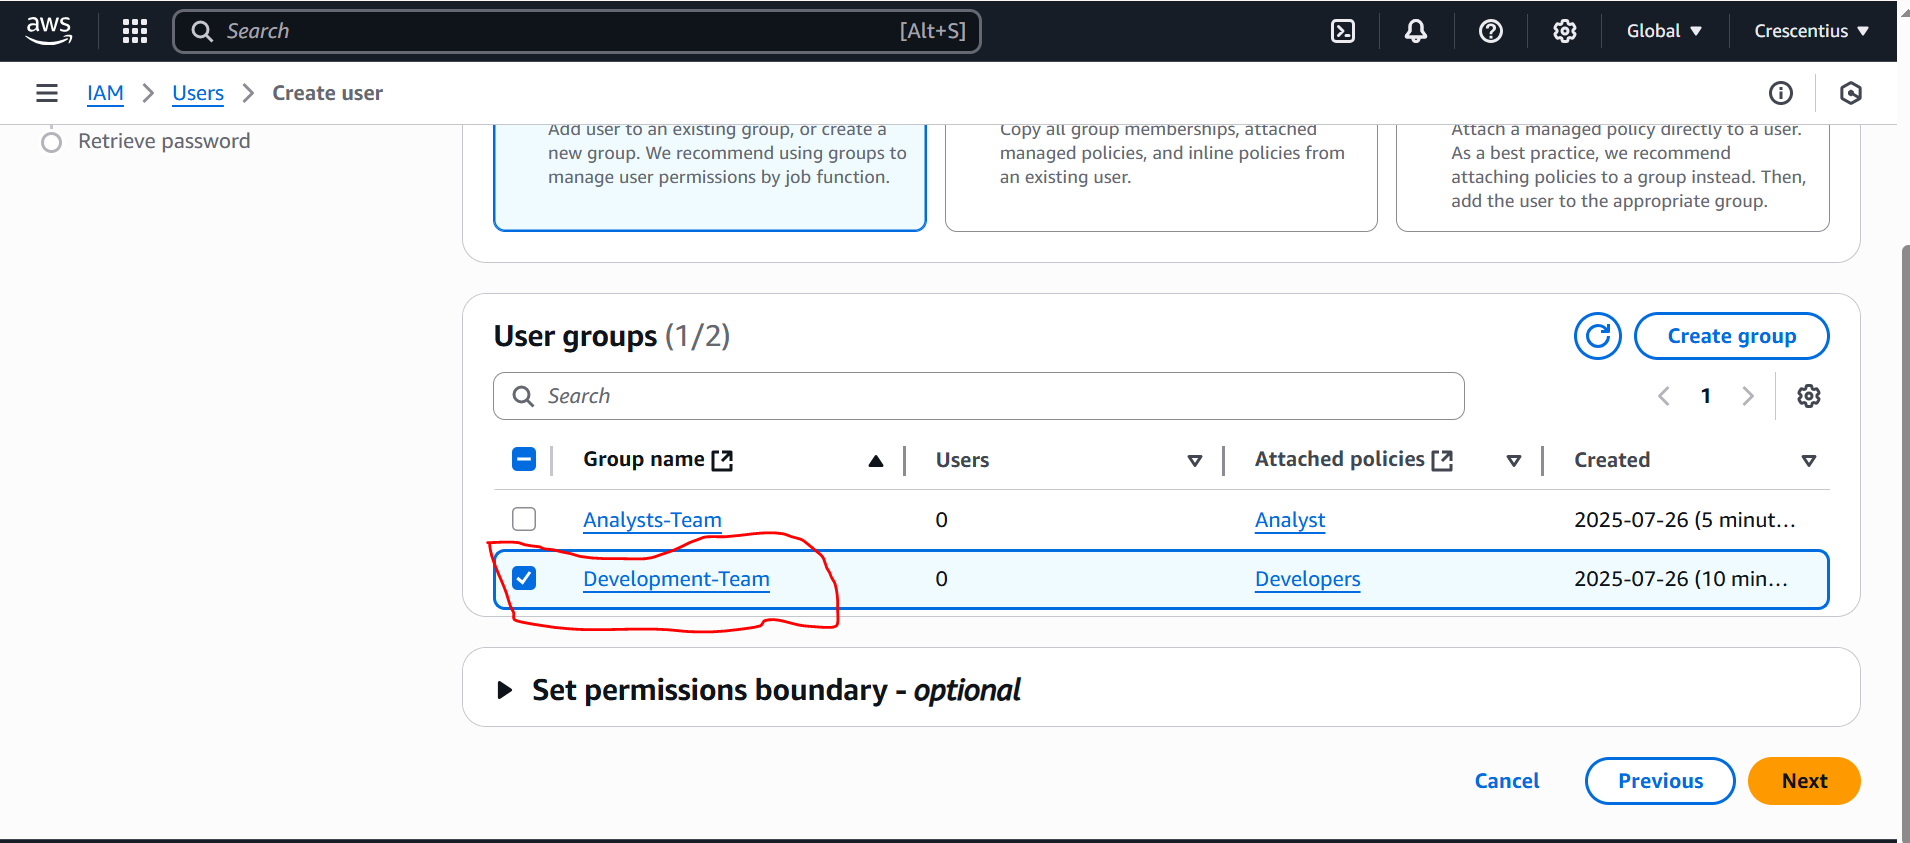 aws
Search [Alt+S]
Global
Crescentius
IAM
Users
Create user
Retrieve password
Add user to an existing group, or create a
new group. We recommend using groups to
manage user permissions by job function.
Copy all group memberships, attached
managed policies, and inline policies from
an existing user.
Attach a managed policy directly to a user.
As a best practice, we recommend
attaching policies to a group instead. Then,
add the user to the appropriate group.
User groups (1/2)
Create group
Search
1
Group name Users Attached policies Created
Analysts-Team 0 Analyst 2025-07-26 (5 minut...
Development-Team 0 Developers 2025-07-26 (10 min...
Set permissions boundary - optional
Cancel Previous Next